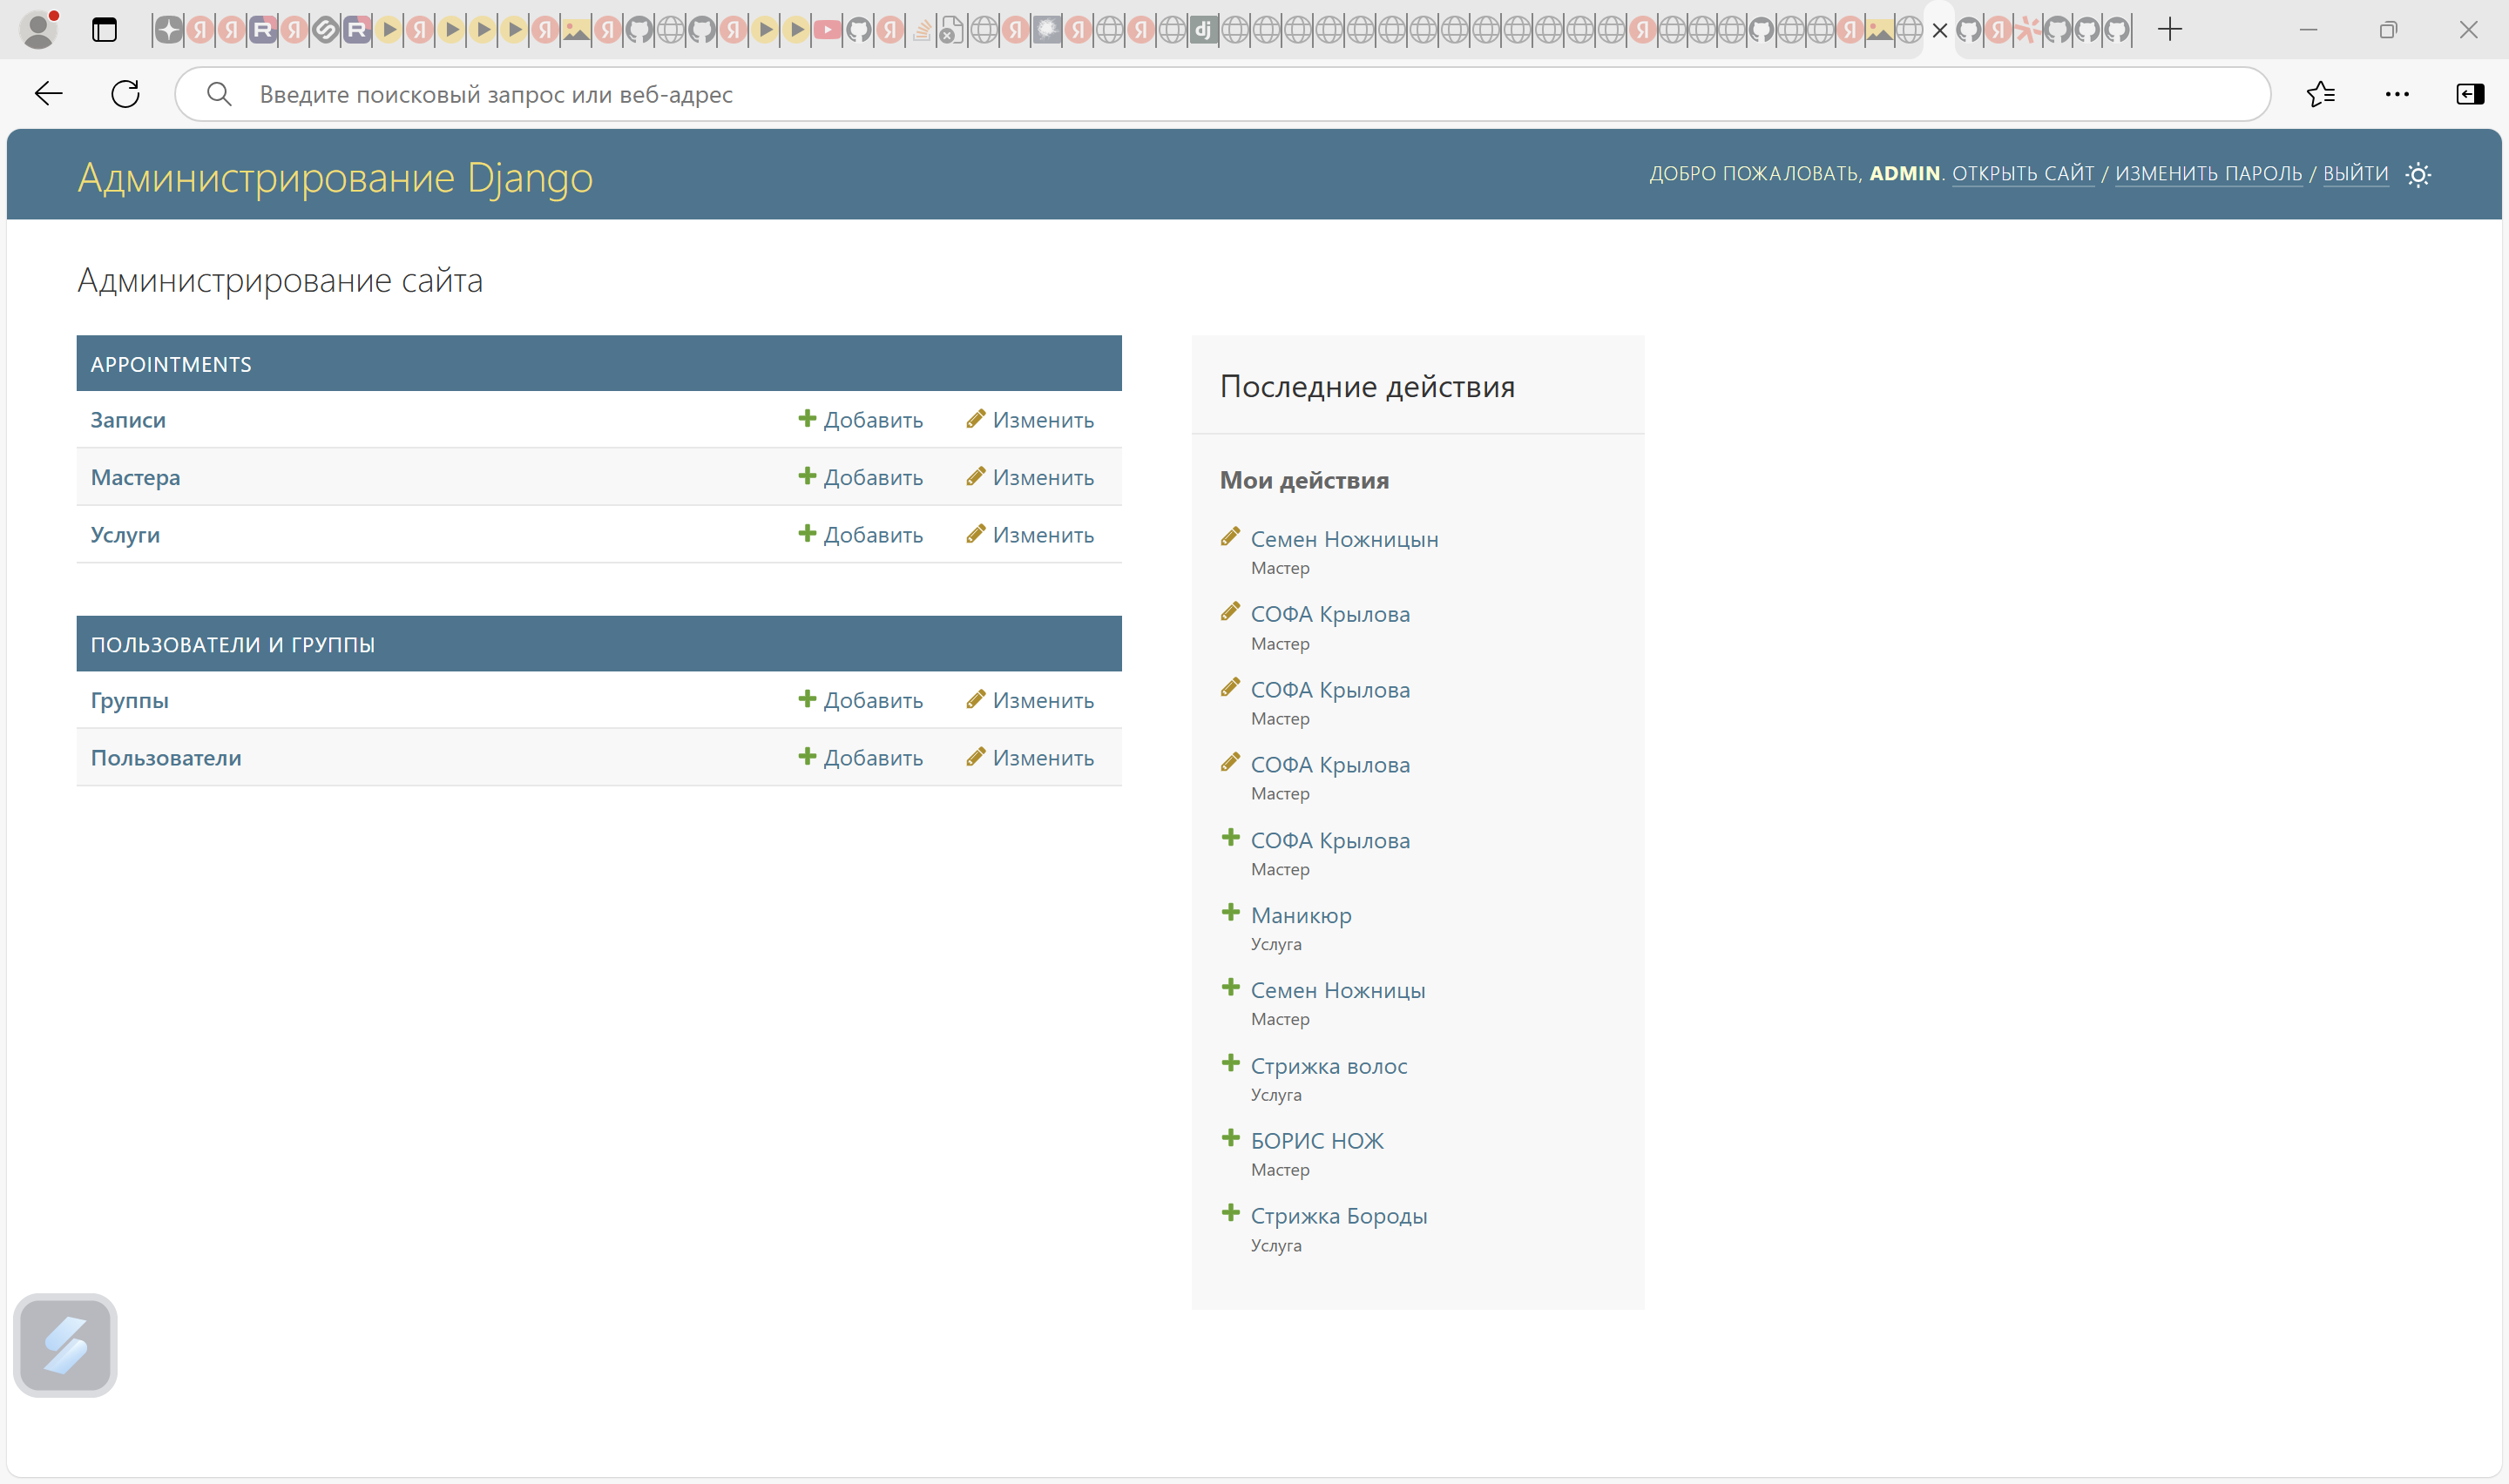 Введите поисковый запрос или веб-адрес
Администрирование Django
ДОБРО ПОЖАЛОВАТЬ, ADMIN. ОТКРЫТЬ САЙТ / ИЗМЕНИТЬ ПАРОЛЬ / ВЫЙТИ
Администрирование сайта
APPOINTMENTS
Записи Добавить Изменить
Мастера Добавить Изменить
Услуги Добавить Изменить
ПОЛЬЗОВАТЕЛИ И ГРУППЫ
Группы Добавить Изменить
Пользователи Добавить Изменить
Последние действия
Мои действия
Семен Ножницын
Мастер
СОФА Крылова
Мастер
СОФА Крылова
Мастер
СОФА Крылова
Мастер
СОФА Крылова
Мастер
Маникюр
Услуга
Семен Ножницы
Мастер
Стрижка волос
Услуга
БОРИС НОЖ
Мастер
Стрижка Бороды
Услуга